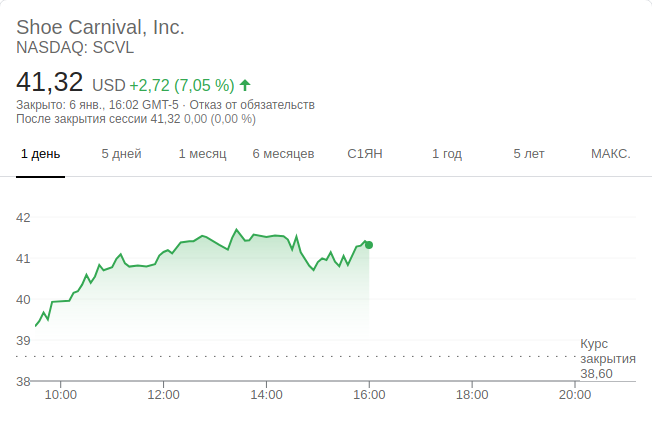 Shoe Carnival, Inc.
NASDAQ: SCVL
41,32 USD +2,72 (7,05 %)
Закрыто: 6 янв., 16:02 GMT-5 · Отказ от обязательств
После закрытия сессии 41,32 0,00 (0,00 %)
1 день 5 дней 1 месяц 6 месяцев С1ЯН 1 год 5 лет МАКС.
42
41
40
39
Курс
закрытия
38,60
38
10:00 12:00 14:00 16:00 18:00 20:00